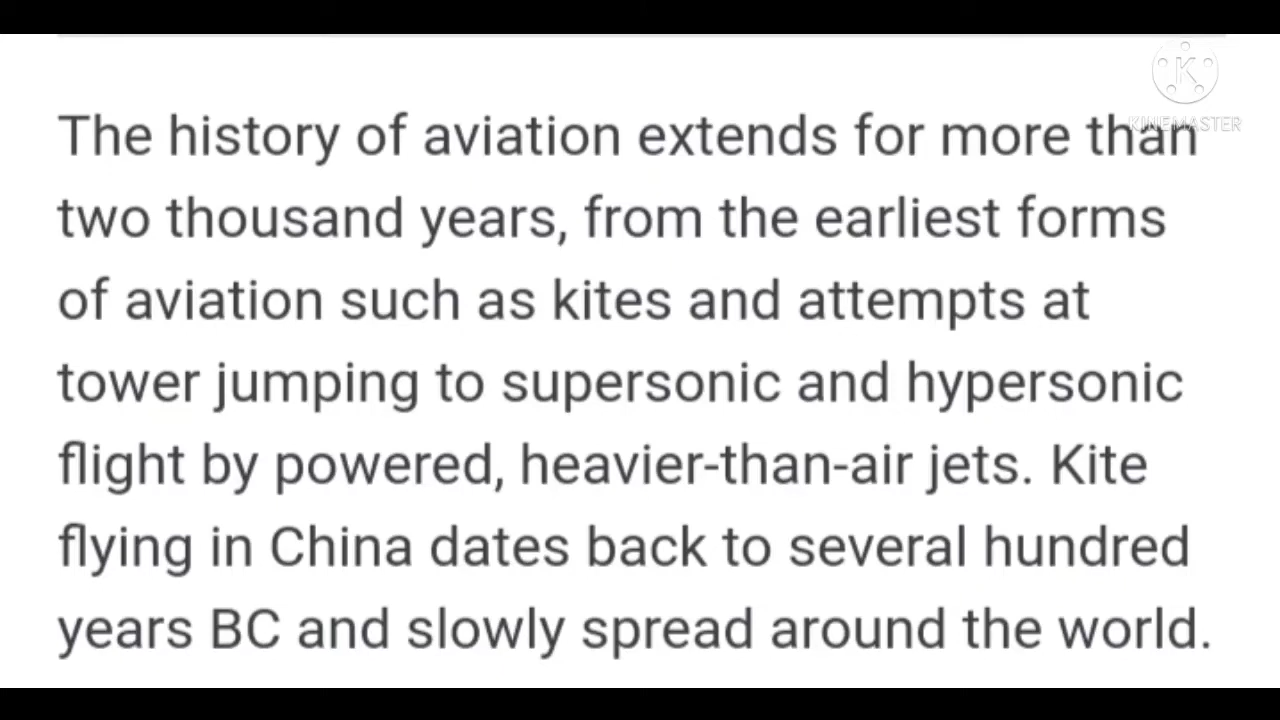 KINEMASTER
The history of aviation extends for more than
two thousand years, from the earliest forms
of aviation such as kites and attempts at
tower jumping to supersonic and hypersonic
flight by powered, heavier-than-air jets. Kite
flying in China dates back to several hundred
years BC and slowly spread around the world.